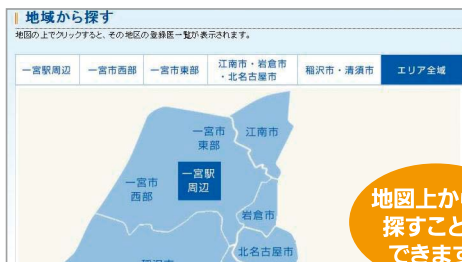 地域から探す
地図の上でクリックすると、その地区の登録医一覧が表示されます。
一宮駅周辺
一宮市西部
一宮市東部
江南市・岩倉市
・北名古屋市
稲沢市・清須市
エリア全域
一宮市
東部
江南市
一宮駅
周辺
一宮市
西部
岩倉市
北名古屋市
地図上から
探すこと
できます